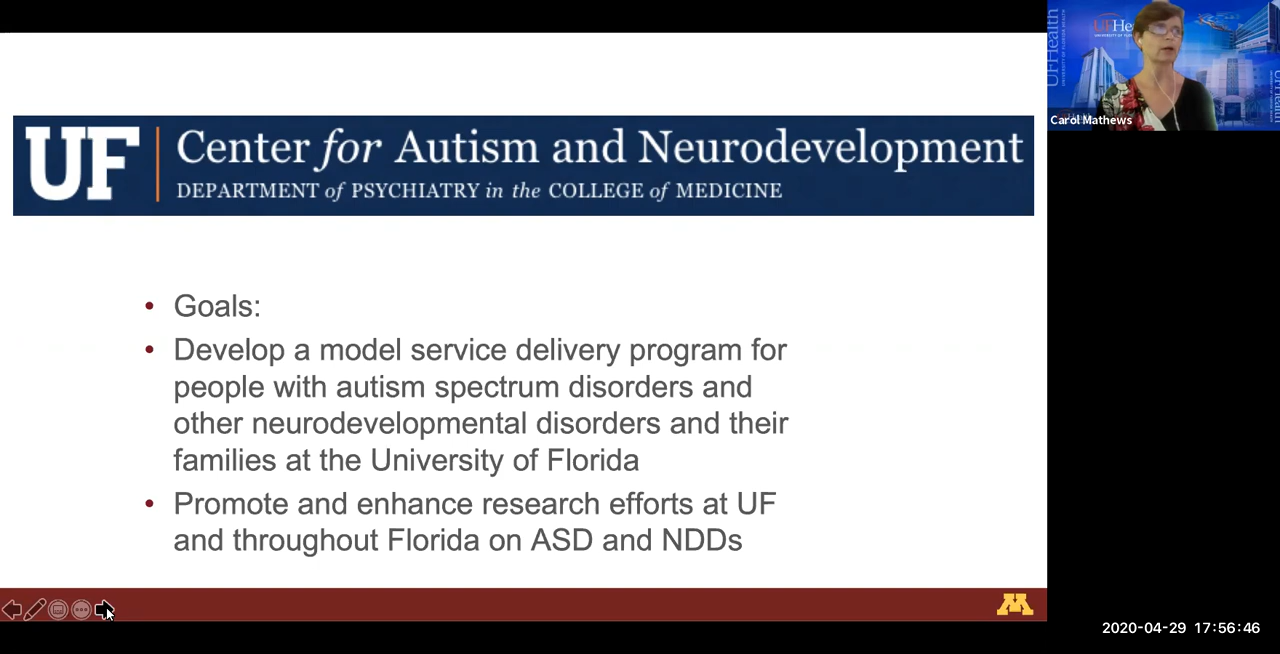 UF
Center for Autism and Neurodevelopment
DEPARTMENT of PSYCHIATRY in the COLLEGE of MEDICINE
• Goals:
• Develop a model service delivery program for
people with autism spectrum disorders and
other neurodevelopmental disorders and their
families at the University of Florida
• Promote and enhance research efforts at UF
and throughout Florida on ASD and NDDs
M
UFHealth
Carol Mathews
2020-04-29 17:56:46